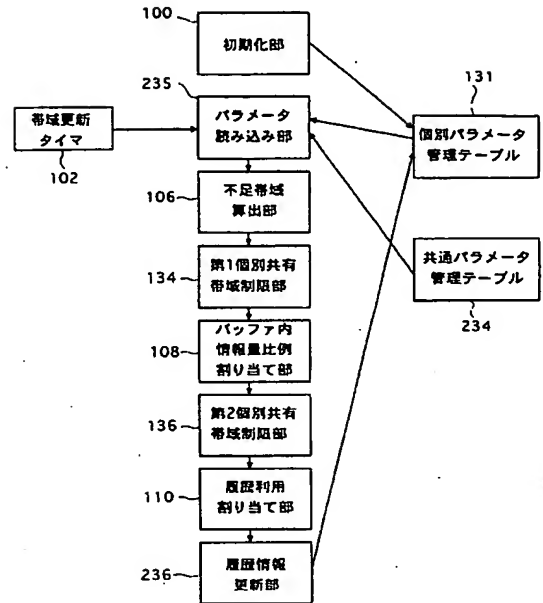 100
初期化部
235
131
帯域更新
タイマ
102
パラメータ
読み込み部
個別パラメータ
管理テーブル
106
不足帯域
算出部
134
第1個別共有
帯域制限部
共通パラメータ
管理テーブル
234
108
バッファ内
情報量比例
割り当て部
136
第2個別共有
帯域制限部
110
履歴利用
割り当て部
236
履歴情報
更新部